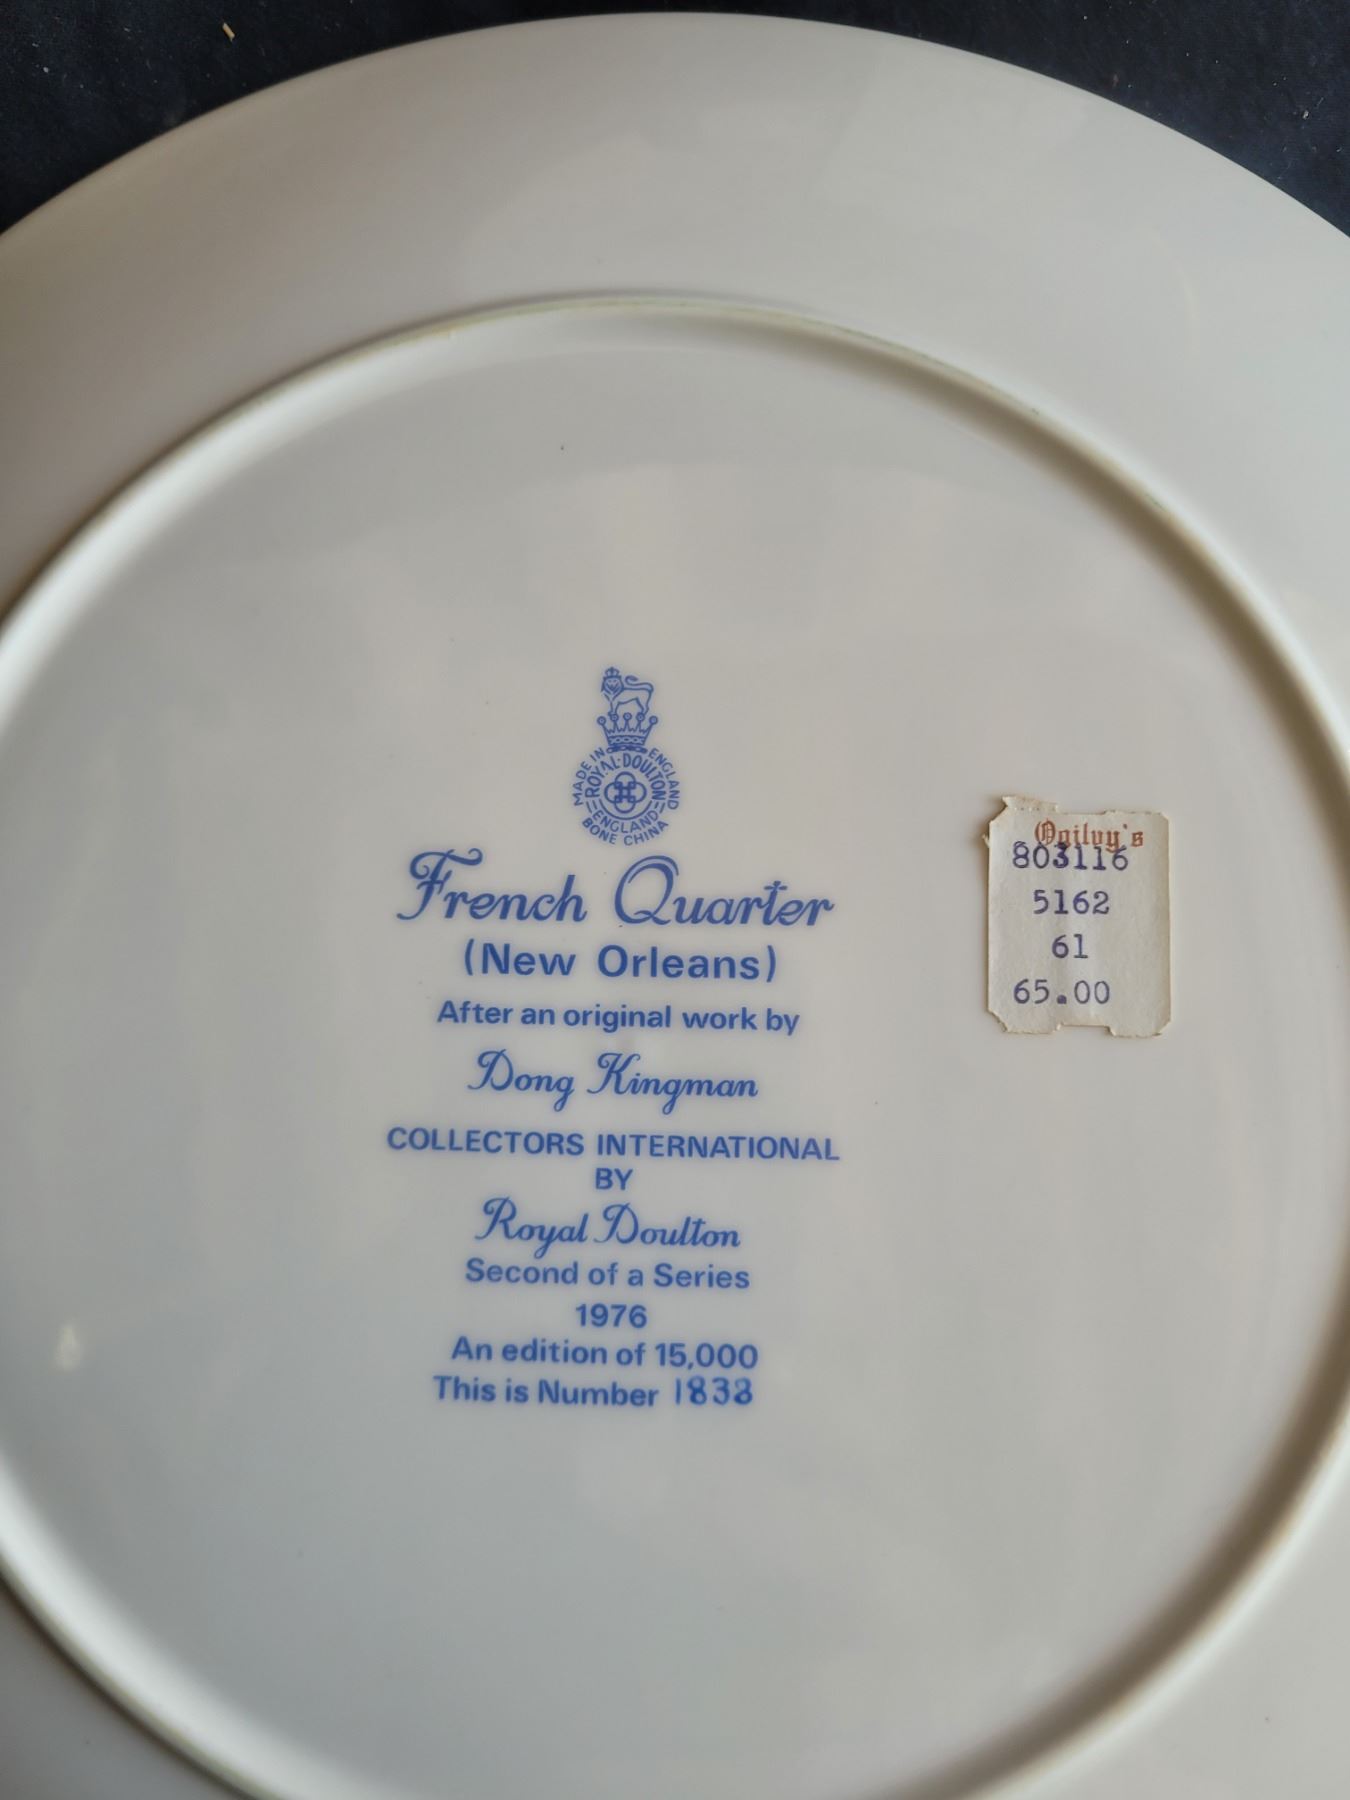 MADE IN ENGLAND
ROYAL·DOULTON
ENGLAND
BONE CHINA
French Quarter
(New Orleans)
After an original work by
Dong Kingman
COLLECTORS INTERNATIONAL
BY
Royal Doulton
Second of a Series
1976
An edition of 15,000
This is Number 1838
Ogilvy's
803116
5162
61
65.00